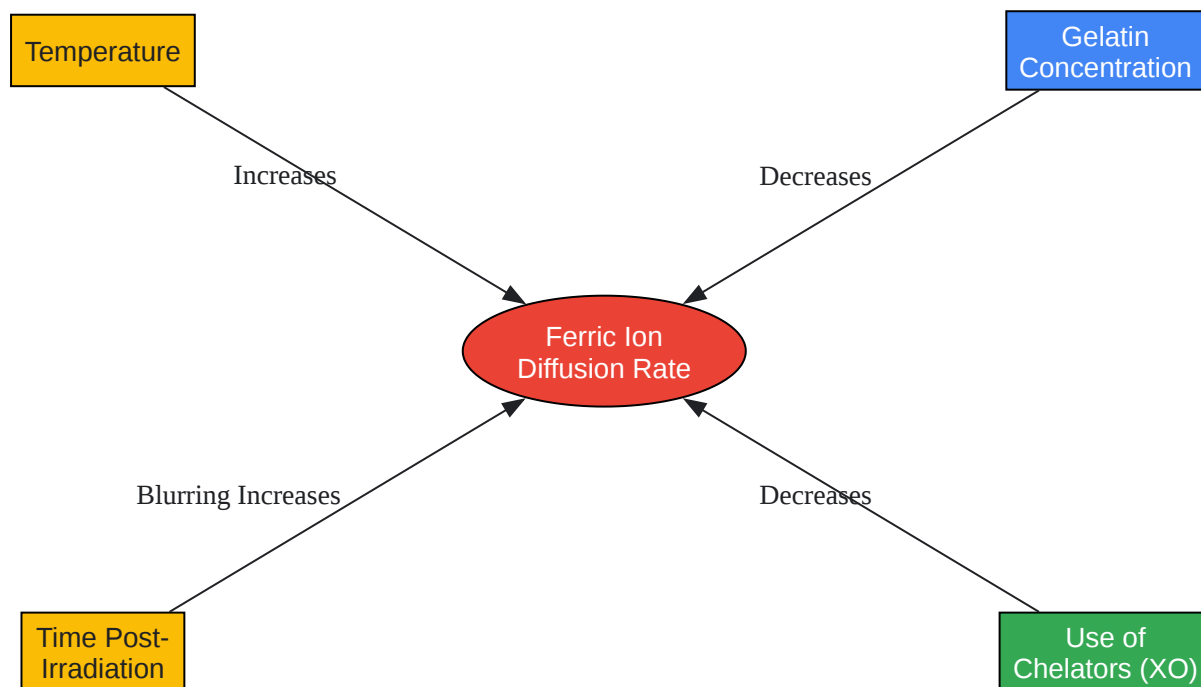 Temperature
Gelatin
Concentration
Increases
Decreases
Ferric Ion
Diffusion Rate
Blurring Increases
Decreases
Time Post-
Irradiation
Use of
Chelators (XO)